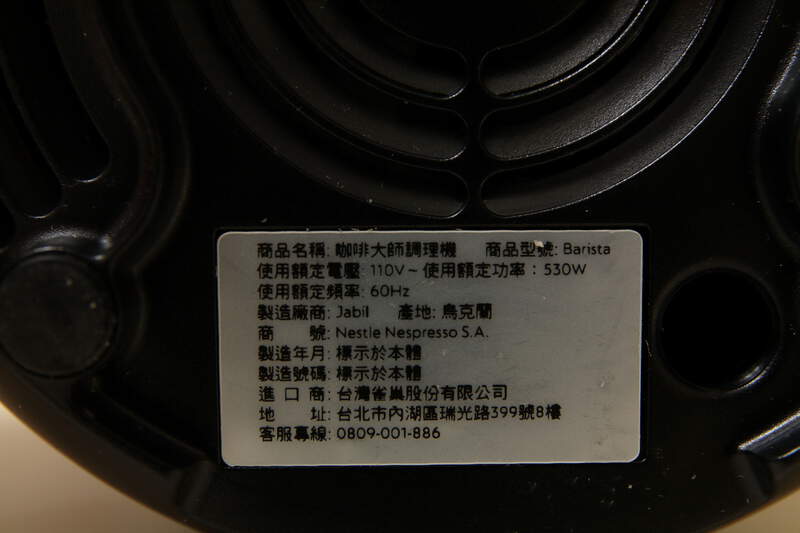 商品名稱: 咖啡大師調理機 商品型號: Barista
使用額定電壓: 110V~ 使用額定功率：530W
使用額定頻率: 60Hz
製造廠商: Jabil 產地: 烏克蘭
商 號: Nestle Nespresso S.A.
製造年月: 標示於本體
製造號碼: 標示於本體
進 口 商: 台灣雀巢股份有限公司
地 址: 台北市內湖區瑞光路399號8樓
客服專線: 0809-001-886